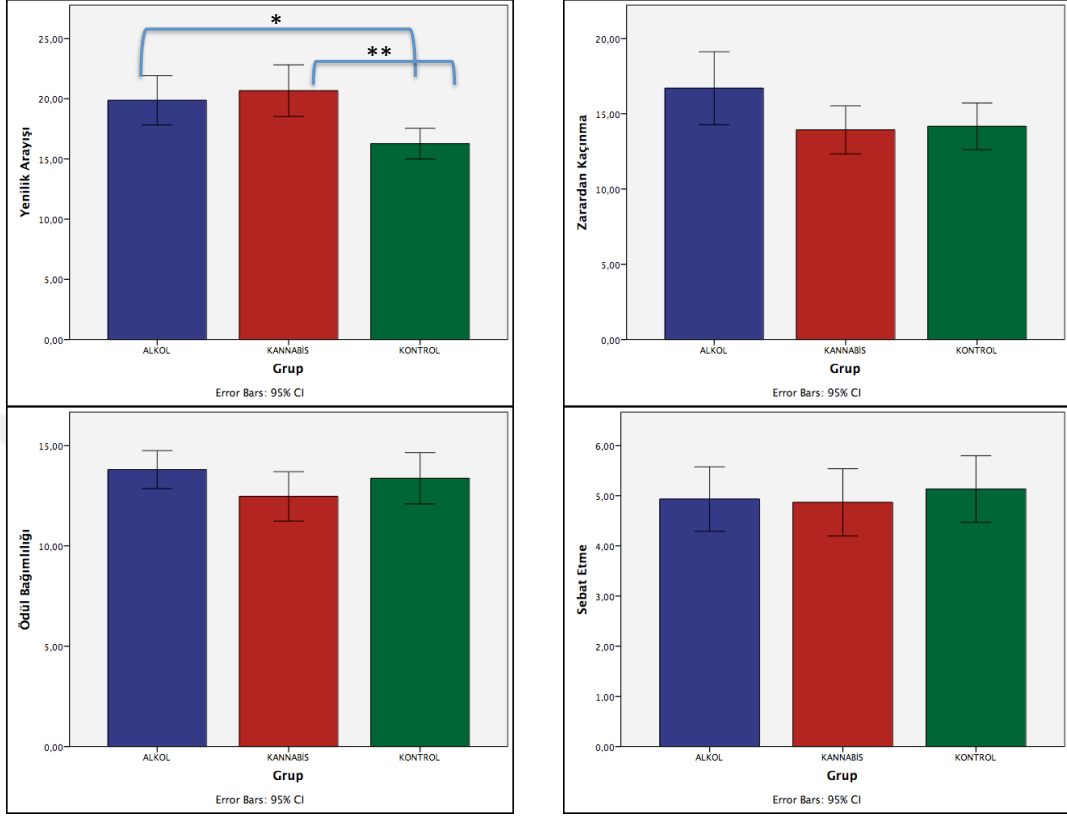 *
**
25,00
20,00
15,00
10,00
5,00
0,00
Yenilik Arayışı
ALKOL KANNABİS KONTROL
Grup
Error Bars: 95% CI
20,00
15,00
10,00
5,00
0,00
Zarardan Kaçınma
ALKOL KANNABİS KONTROL
Grup
Error Bars: 95% CI
15,00
10,00
5,00
0,00
Ödül Bağımlılığı
ALKOL KANNABİS KONTROL
Grup
Error Bars: 95% CI
6,00
5,00
4,00
3,00
2,00
1,00
0,00
Sebat Etme
ALKOL KANNABİS KONTROL
Grup
Error Bars: 95% CI